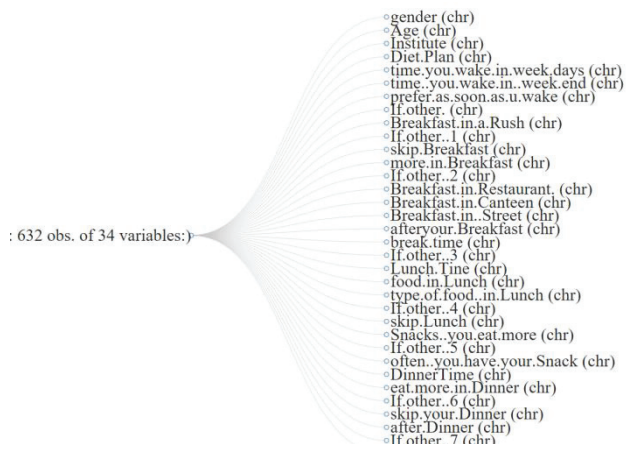 gender (chr)
Age (chr)
Institute (chr)
Diet.Plan (chr)
time.you.wake.in.week.days (chr)
time..you.wake.in..week.end (chr)
prefer.as.soon.as.u.wake (chr)
If.other. (chr)
Breakfast.in.a.Rush (chr)
If.other..1 (chr)
skip.Breakfast (chr)
more.in.Breakfast (chr)
If.other..2 (chr)
Breakfast.in.Restaurant. (chr)
Breakfast.in.Canteen (chr)
Breakfast.in..Street (chr)
: 632 obs. of 34 variables:)
afteryour.Breakfast (chr)
break.time (chr)
If.other..3 (chr)
Lunch.Tine (chr)
food.in.Lunch (chr)
type.of.food..in.Lunch (chr)
If.other..4 (chr)
skip.Lunch (chr)
Snacks..you.eat.more (chr)
If.other..5 (chr)
often..you.have.your.Snack (chr)
DinnerTime (chr)
eat.more.in.Dinner (chr)
If.other..6 (chr)
skip.your.Dinner (chr)
after.Dinner (chr)
If.other..7 (chr)